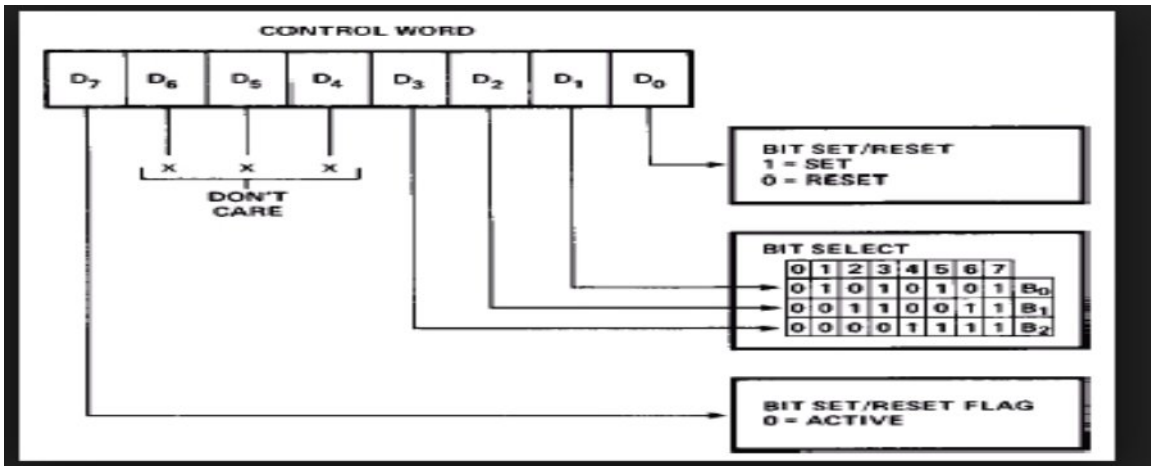 CONTROL WORD
D7 D6 D5 D4 D3 D2 D1 D0
X X X
DON'T
CARE
BIT SET/RESET
1 = SET
0 = RESET
BIT SELECT
0 1 2 3 4 5 6 7
0 1 0 1 0 1 0 1 B0
0 0 1 1 0 0 1 1 B1
0 0 0 0 1 1 1 1 B2
BIT SET/RESET FLAG
0 = ACTIVE